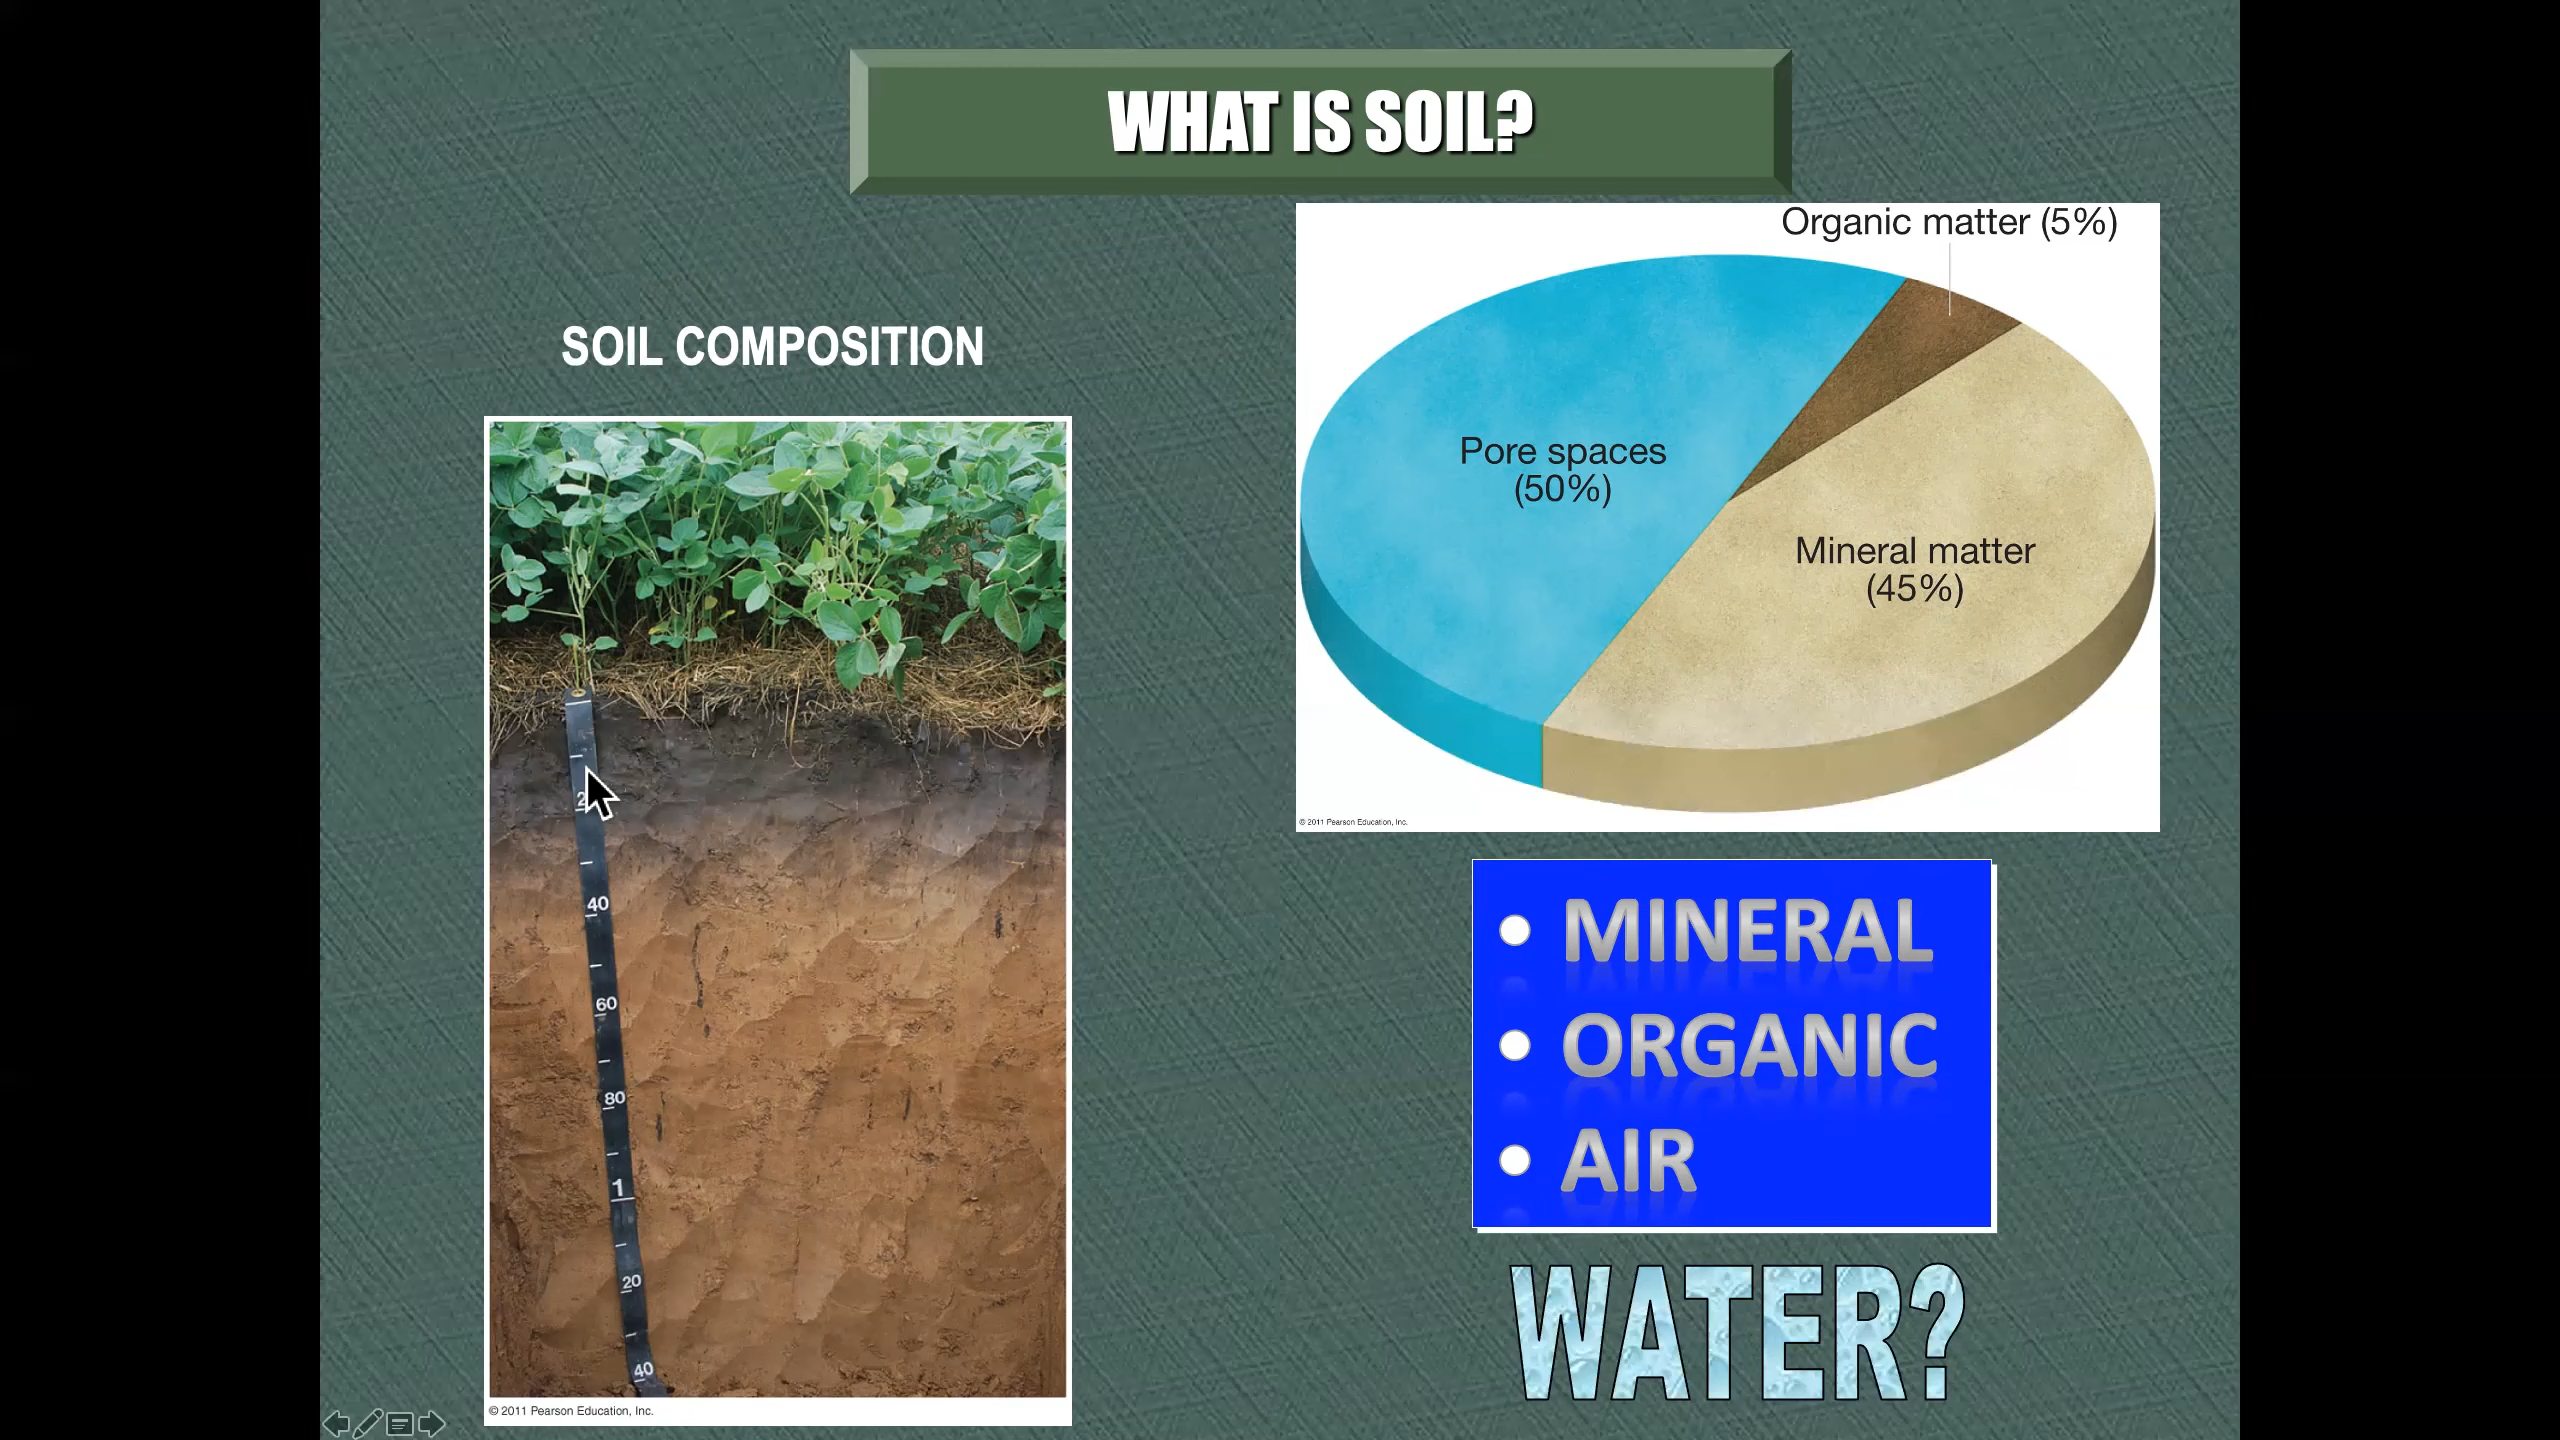 WHAT IS SOIL?
SOIL COMPOSITION
Organic matter (5%)
Pore spaces
(50%)
Mineral matter
(45%)
© 2011 Pearson Education, Inc.
2
40
60
80
1
20
40
© 2011 Pearson Education, Inc.
• MINERAL
• ORGANIC
• AIR
WATER?